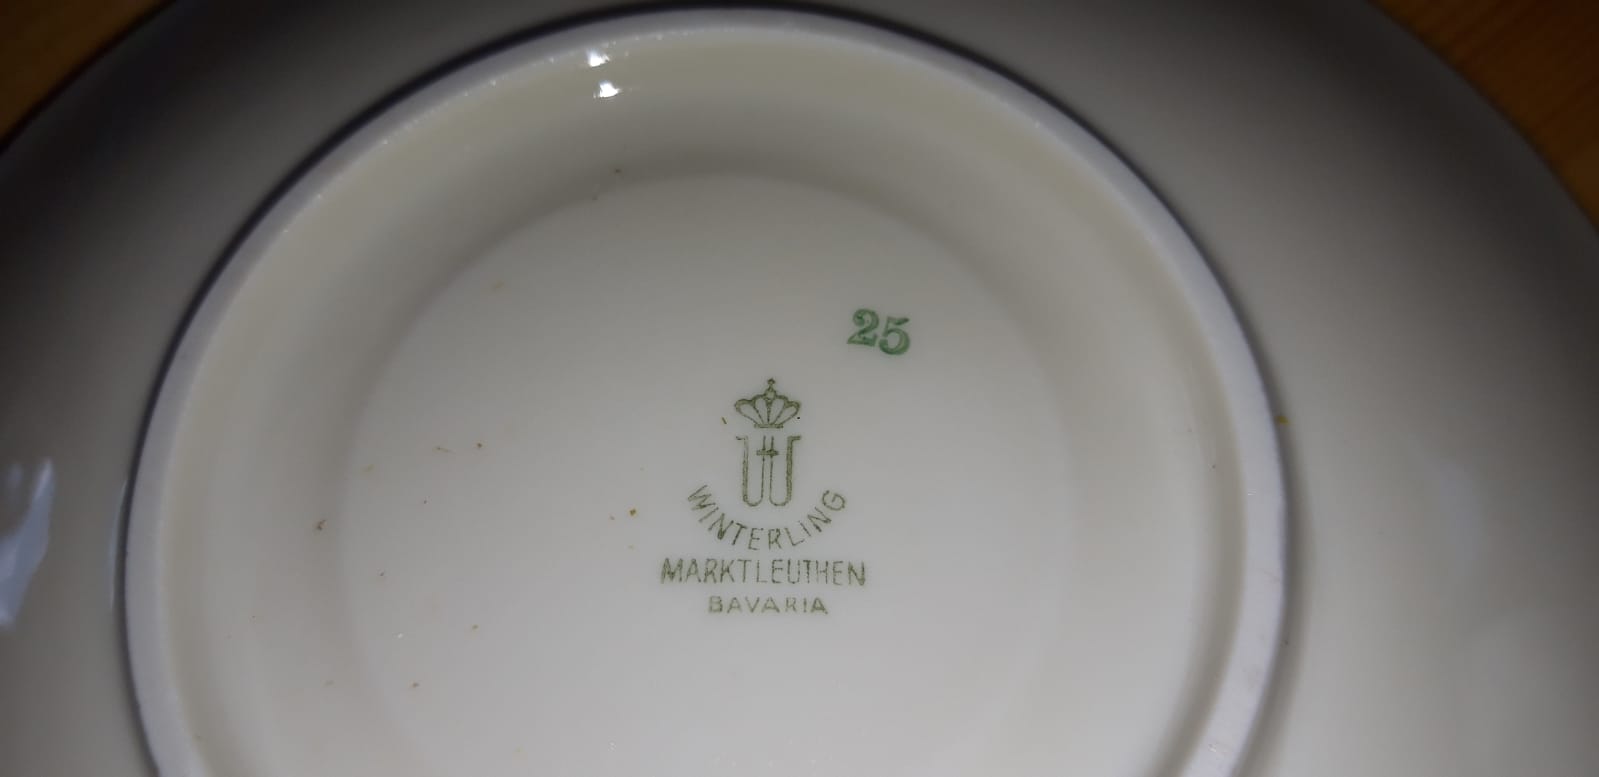 25
WINTERLING
MARKTLEUTHEN
BAVARIA